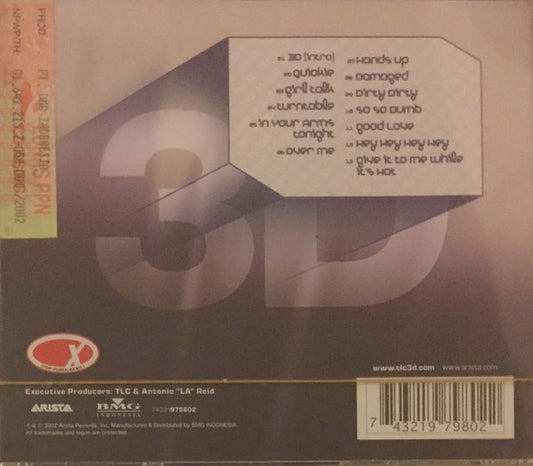 3D
01 3D (intro)
02 Quickie
03 Girl Talk
04 Turntable
05 In Your Arms
Tonight
06 Over Me
07 Hands Up
08 Damaged
09 Dirty Dirty
10 So So Dumb
11 Good Love
12 Hey Hey Hey Hey
13 Give It To Me While
It's Hot
PROD.
NPWP/TH.
X
www.tlc3d.com www.arista.com
Executive Producers: TLC & Antonio "LA" Reid
ARISTA
BMG
INDONESIA
74321979802
℗ & © 2002 Arista Records, Inc. Manufactured & Distributed by BMG INDONESIA.
All trademarks and logos are protected.
7 43219 79802